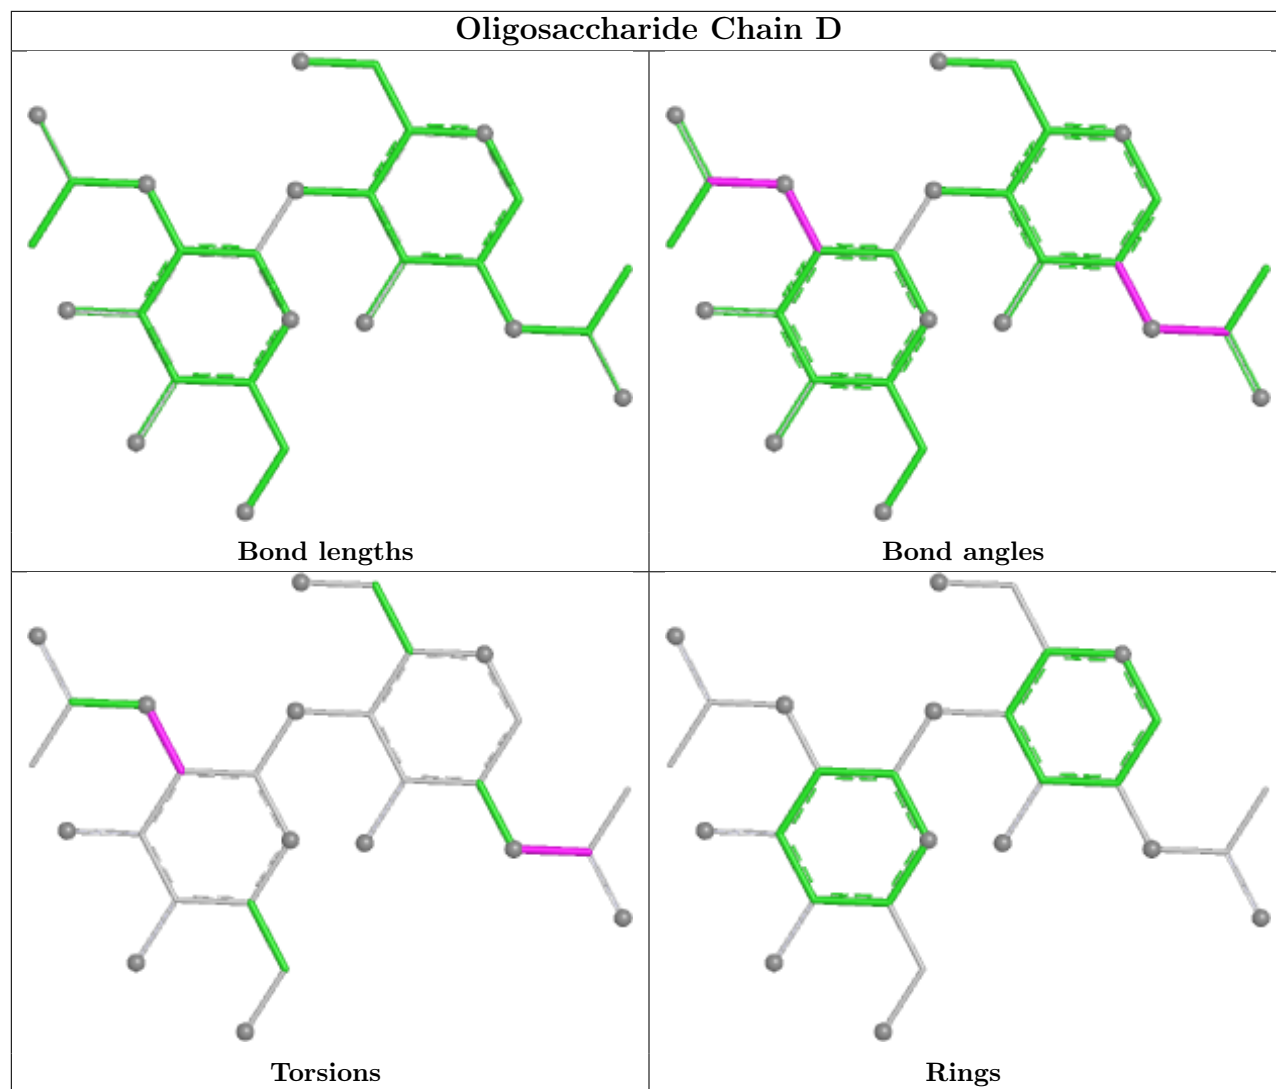 Oligosaccharide Chain D
Bond lengths
Bond angles
Torsions
Rings